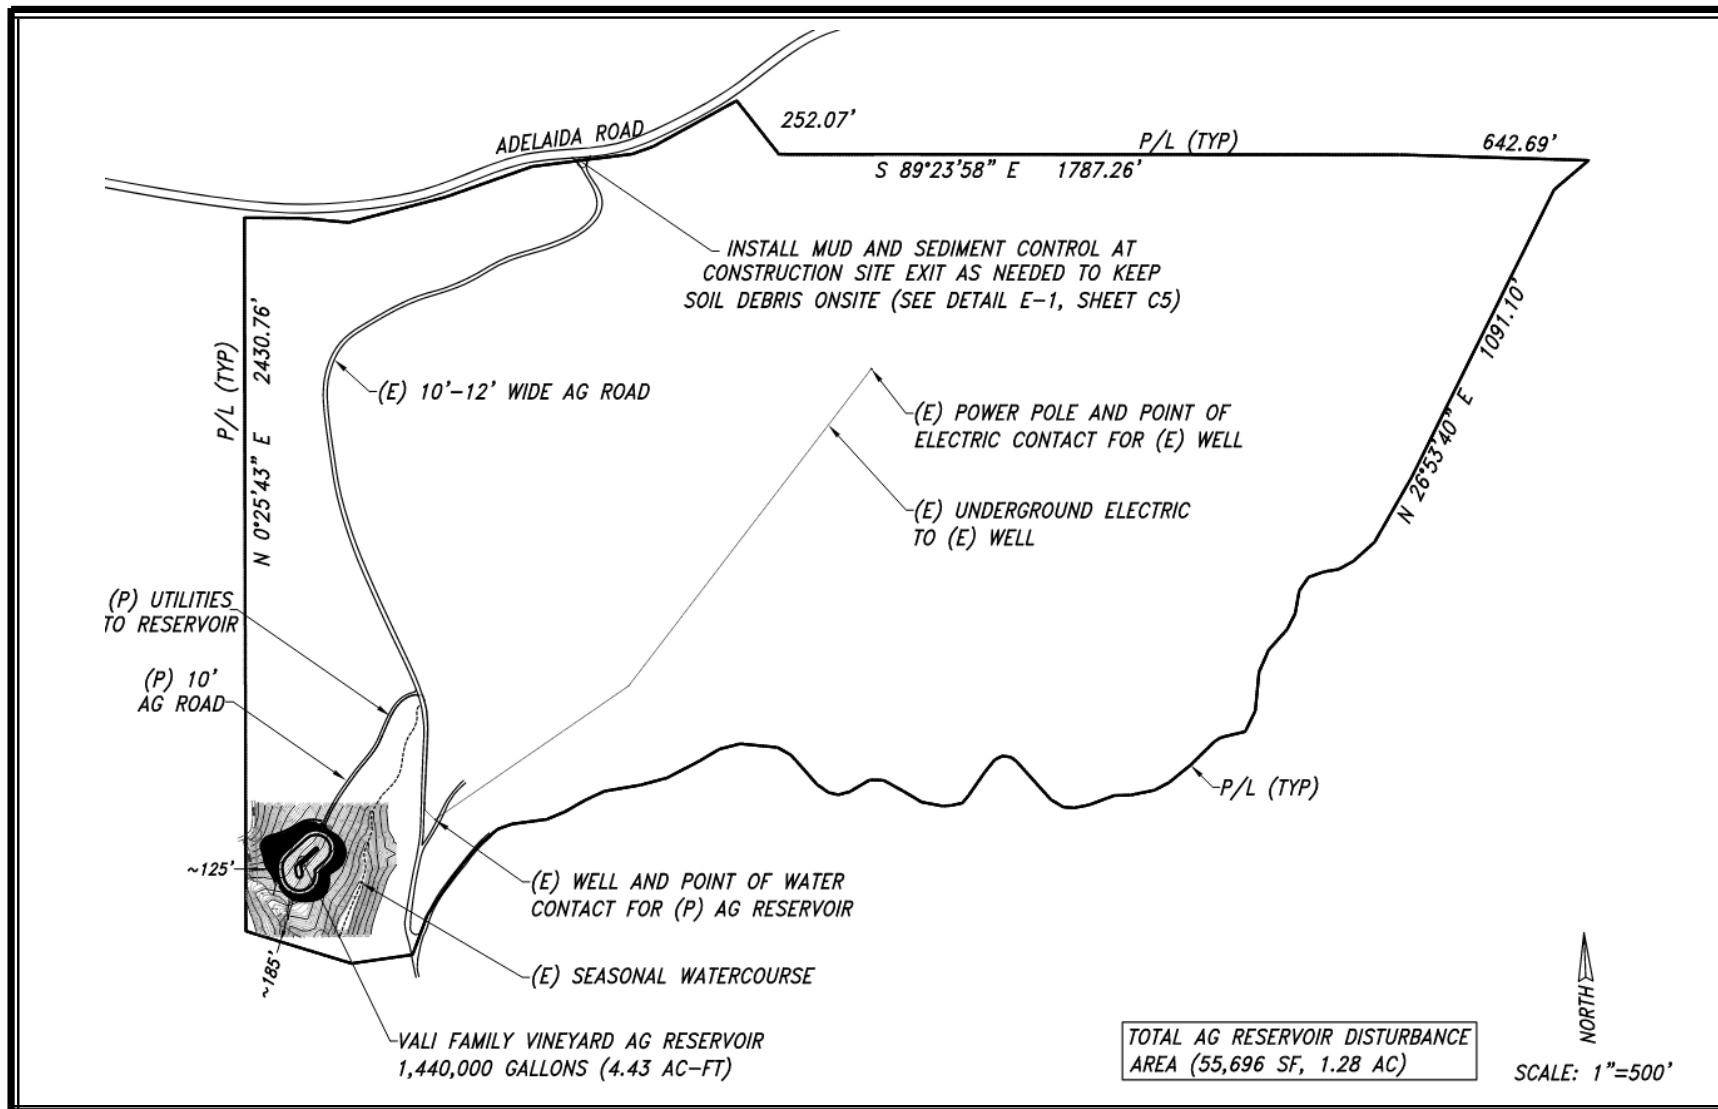 252.07'
ADELAIDA ROAD
P/L (TYP)
642.69'
S 89°23'58" E 1787.26'
INSTALL MUD AND SEDIMENT CONTROL AT
CONSTRUCTION SITE EXIT AS NEEDED TO KEEP
SOIL DEBRIS ONSITE (SEE DETAIL E-1, SHEET C5)
P/L (TYP)
N 0°25'43" E 2430.76'
N 26°53'40" E 1091.10'
(E) 10'-12' WIDE AG ROAD
(E) POWER POLE AND POINT OF
ELECTRIC CONTACT FOR (E) WELL
(E) UNDERGROUND ELECTRIC
TO (E) WELL
(P) UTILITIES
TO RESERVOIR
(P) 10'
AG ROAD
P/L (TYP)
~125'
(E) WELL AND POINT OF WATER
CONTACT FOR (P) AG RESERVOIR
~185'
(E) SEASONAL WATERCOURSE
VALI FAMILY VINEYARD AG RESERVOIR
1,440,000 GALLONS (4.43 AC-FT)
TOTAL AG RESERVOIR DISTURBANCE
AREA (55,696 SF, 1.28 AC)
NORTH
SCALE: 1"=500'